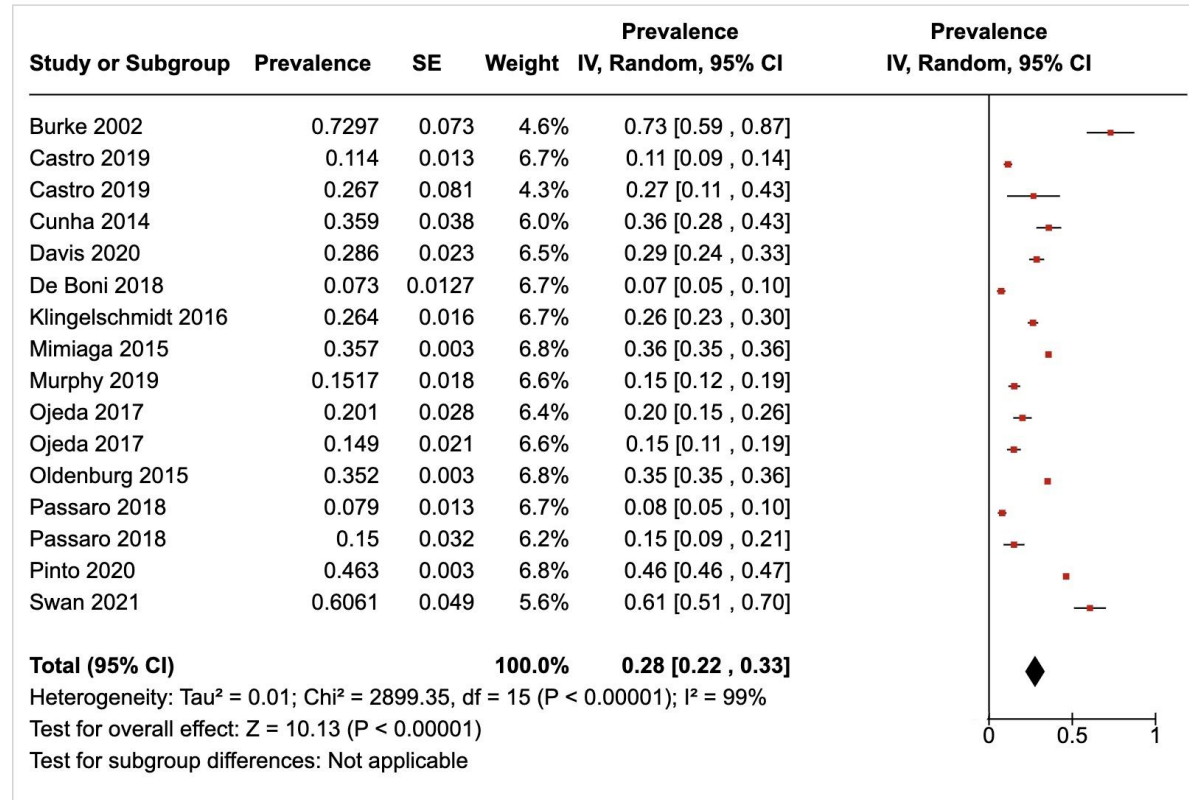 Prevalence Prevalence
Study or Subgroup Prevalence SE Weight IV, Random, 95% CI IV, Random, 95% CI
Burke 2002 0.7297 0.073 4.6% 0.73 [0.59 , 0.87]
Castro 2019 0.114 0.013 6.7% 0.11 [0.09 , 0.14]
Castro 2019 0.267 0.081 4.3% 0.27 [0.11 , 0.43]
Cunha 2014 0.359 0.038 6.0% 0.36 [0.28 , 0.43]
Davis 2020 0.286 0.023 6.5% 0.29 [0.24 , 0.33]
De Boni 2018 0.073 0.0127 6.7% 0.07 [0.05 , 0.10]
Klingelschmidt 2016 0.264 0.016 6.7% 0.26 [0.23 , 0.30]
Mimiaga 2015 0.357 0.003 6.8% 0.36 [0.35 , 0.36]
Murphy 2019 0.1517 0.018 6.6% 0.15 [0.12 , 0.19]
Ojeda 2017 0.201 0.028 6.4% 0.20 [0.15 , 0.26]
Ojeda 2017 0.149 0.021 6.6% 0.15 [0.11 , 0.19]
Oldenburg 2015 0.352 0.003 6.8% 0.35 [0.35 , 0.36]
Passaro 2018 0.079 0.013 6.7% 0.08 [0.05 , 0.10]
Passaro 2018 0.15 0.032 6.2% 0.15 [0.09 , 0.21]
Pinto 2020 0.463 0.003 6.8% 0.46 [0.46 , 0.47]
Swan 2021 0.6061 0.049 5.6% 0.61 [0.51 , 0.70]
Total (95% CI) 100.0% 0.28 [0.22 , 0.33]
Heterogeneity: Tau² = 0.01; Chi² = 2899.35, df = 15 (P < 0.00001); I² = 99%
Test for overall effect: Z = 10.13 (P < 0.00001)
0 0.5 1
Test for subgroup differences: Not applicable